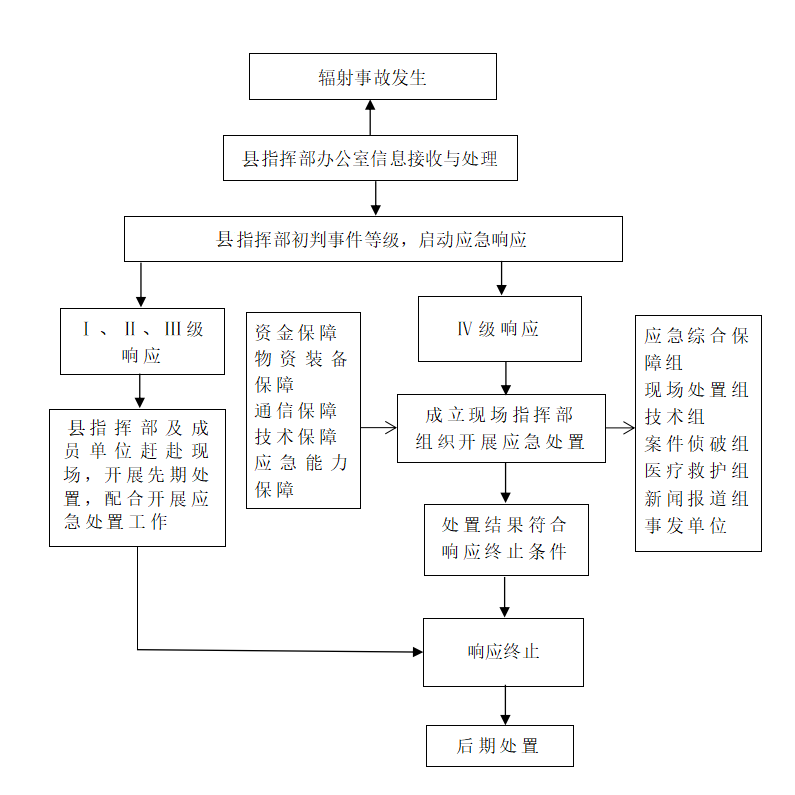 辐射事故发生
县指挥部办公室信息接收与处理
县指挥部初判事件等级，启动应急响应
Ⅰ、Ⅱ、Ⅲ级
响应
县指挥部及成
员单位赶赴现
场，开展先期处
置，配合开展应
急处置工作
资金保障
物资装备
保障
通信保障
技术保障
应急能力
保障
Ⅳ级响应
成立现场指挥部
组织开展应急处置
应急综合保
障组
现场处置组
技术组
案件侦破组
医疗救护组
新闻报道组
事发单位
处置结果符合
响应终止条件
响应终止
后期处置